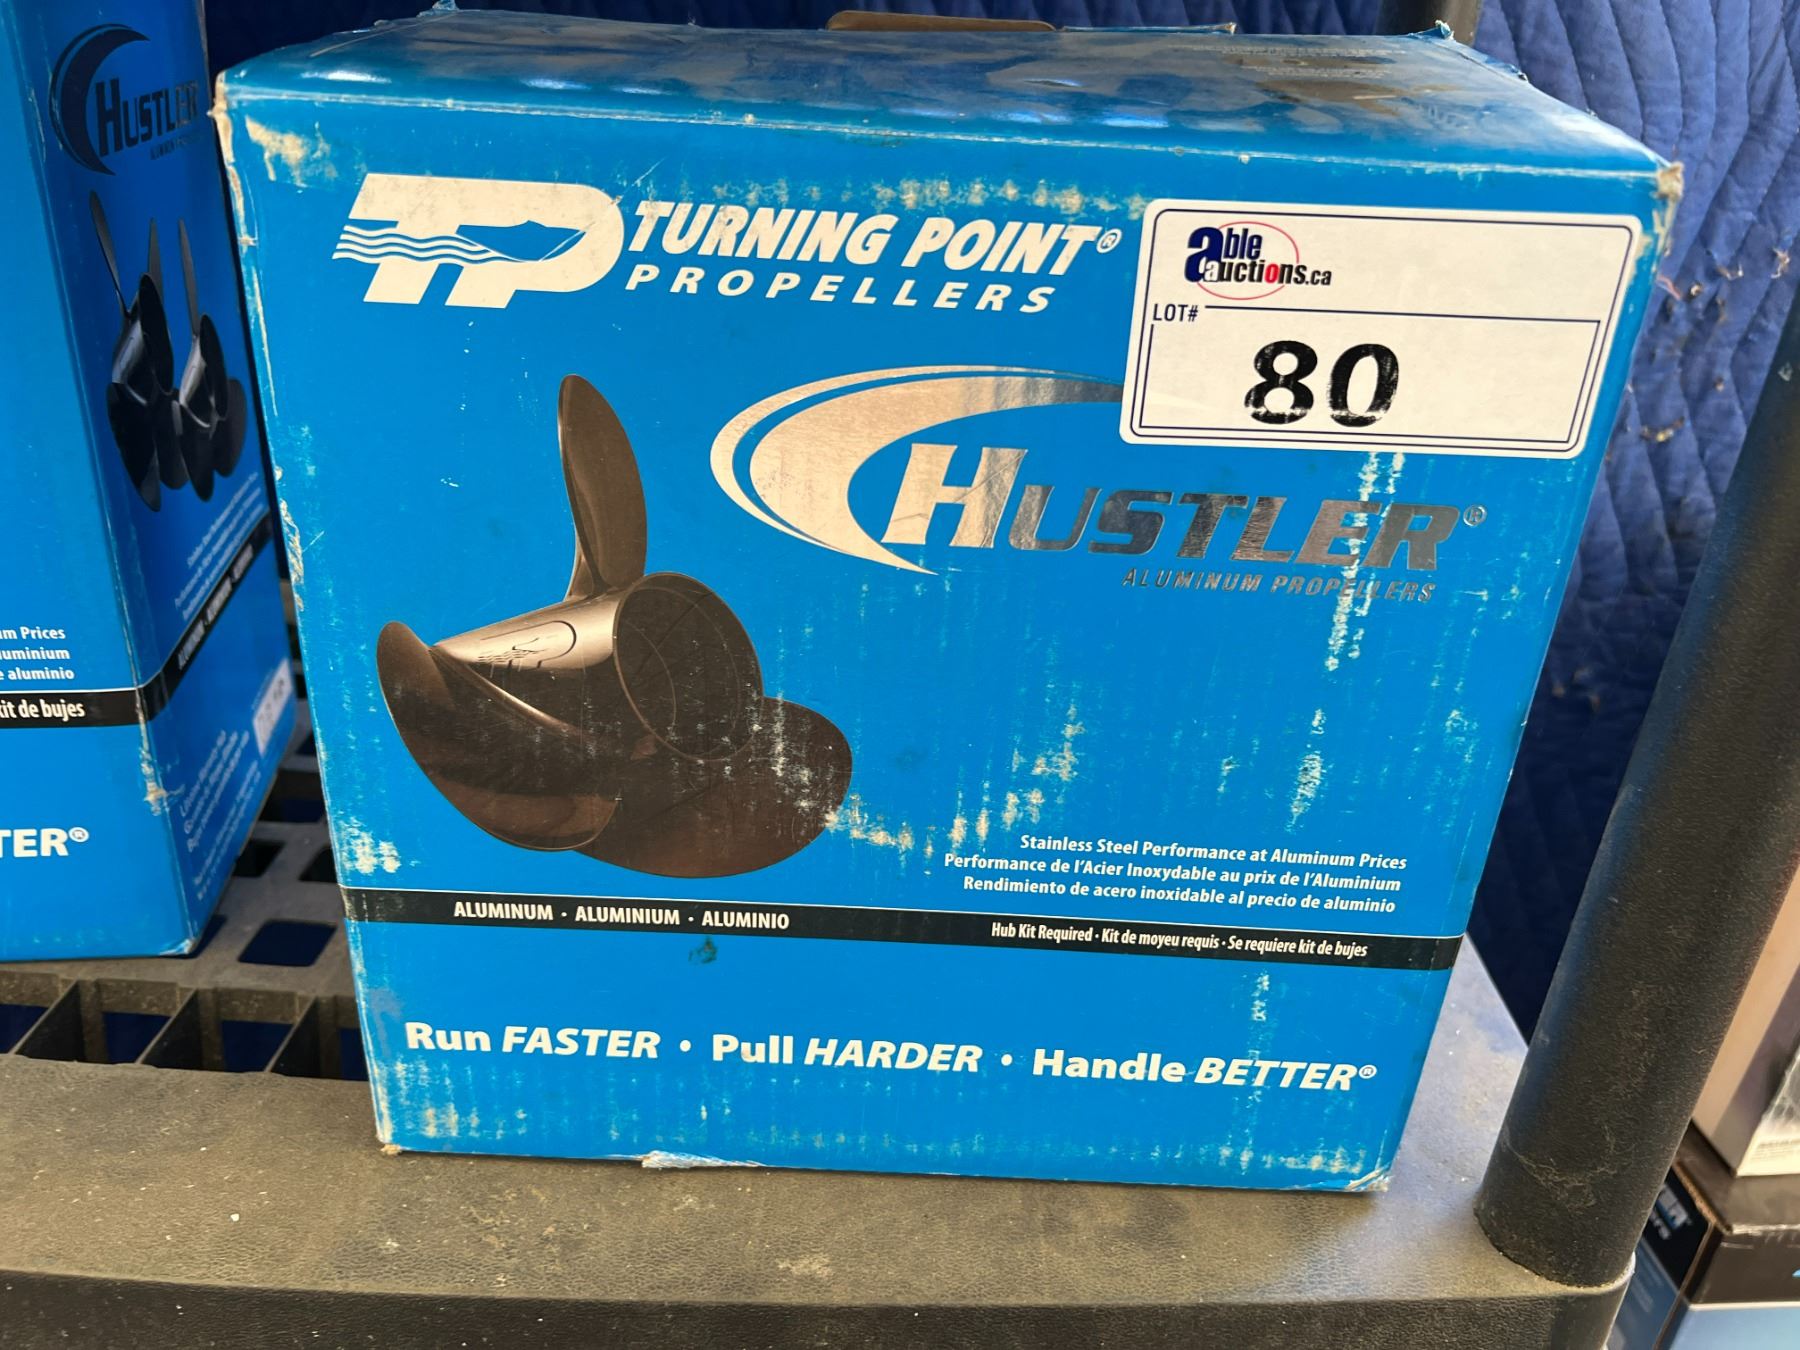 HUSTLER
TURNING POINT®
PROPELLERS
able
auctions.ca
LOT#
80
HUSTLER®
ALUMINUM PROPELLERS
Stainless Steel Performance at Aluminum Prices
Performance de l'Acier Inoxydable au prix de l'Aluminium
Rendimiento de acero inoxidable al precio de aluminio
ALUMINUM · ALUMINIUM · ALUMINIO
Hub Kit Required · Kit de moyeu requis · Se requiere kit de bujes
Run FASTER • Pull HARDER • Handle BETTER®
Prices
aluminio
kit de bujes
TER®